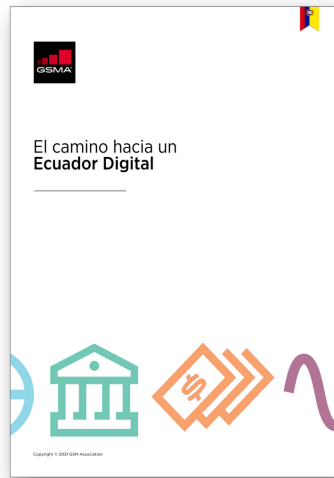 GSMA
El camino hacia un
Ecuador Digital
$
Copyright © 2021 GSM Association